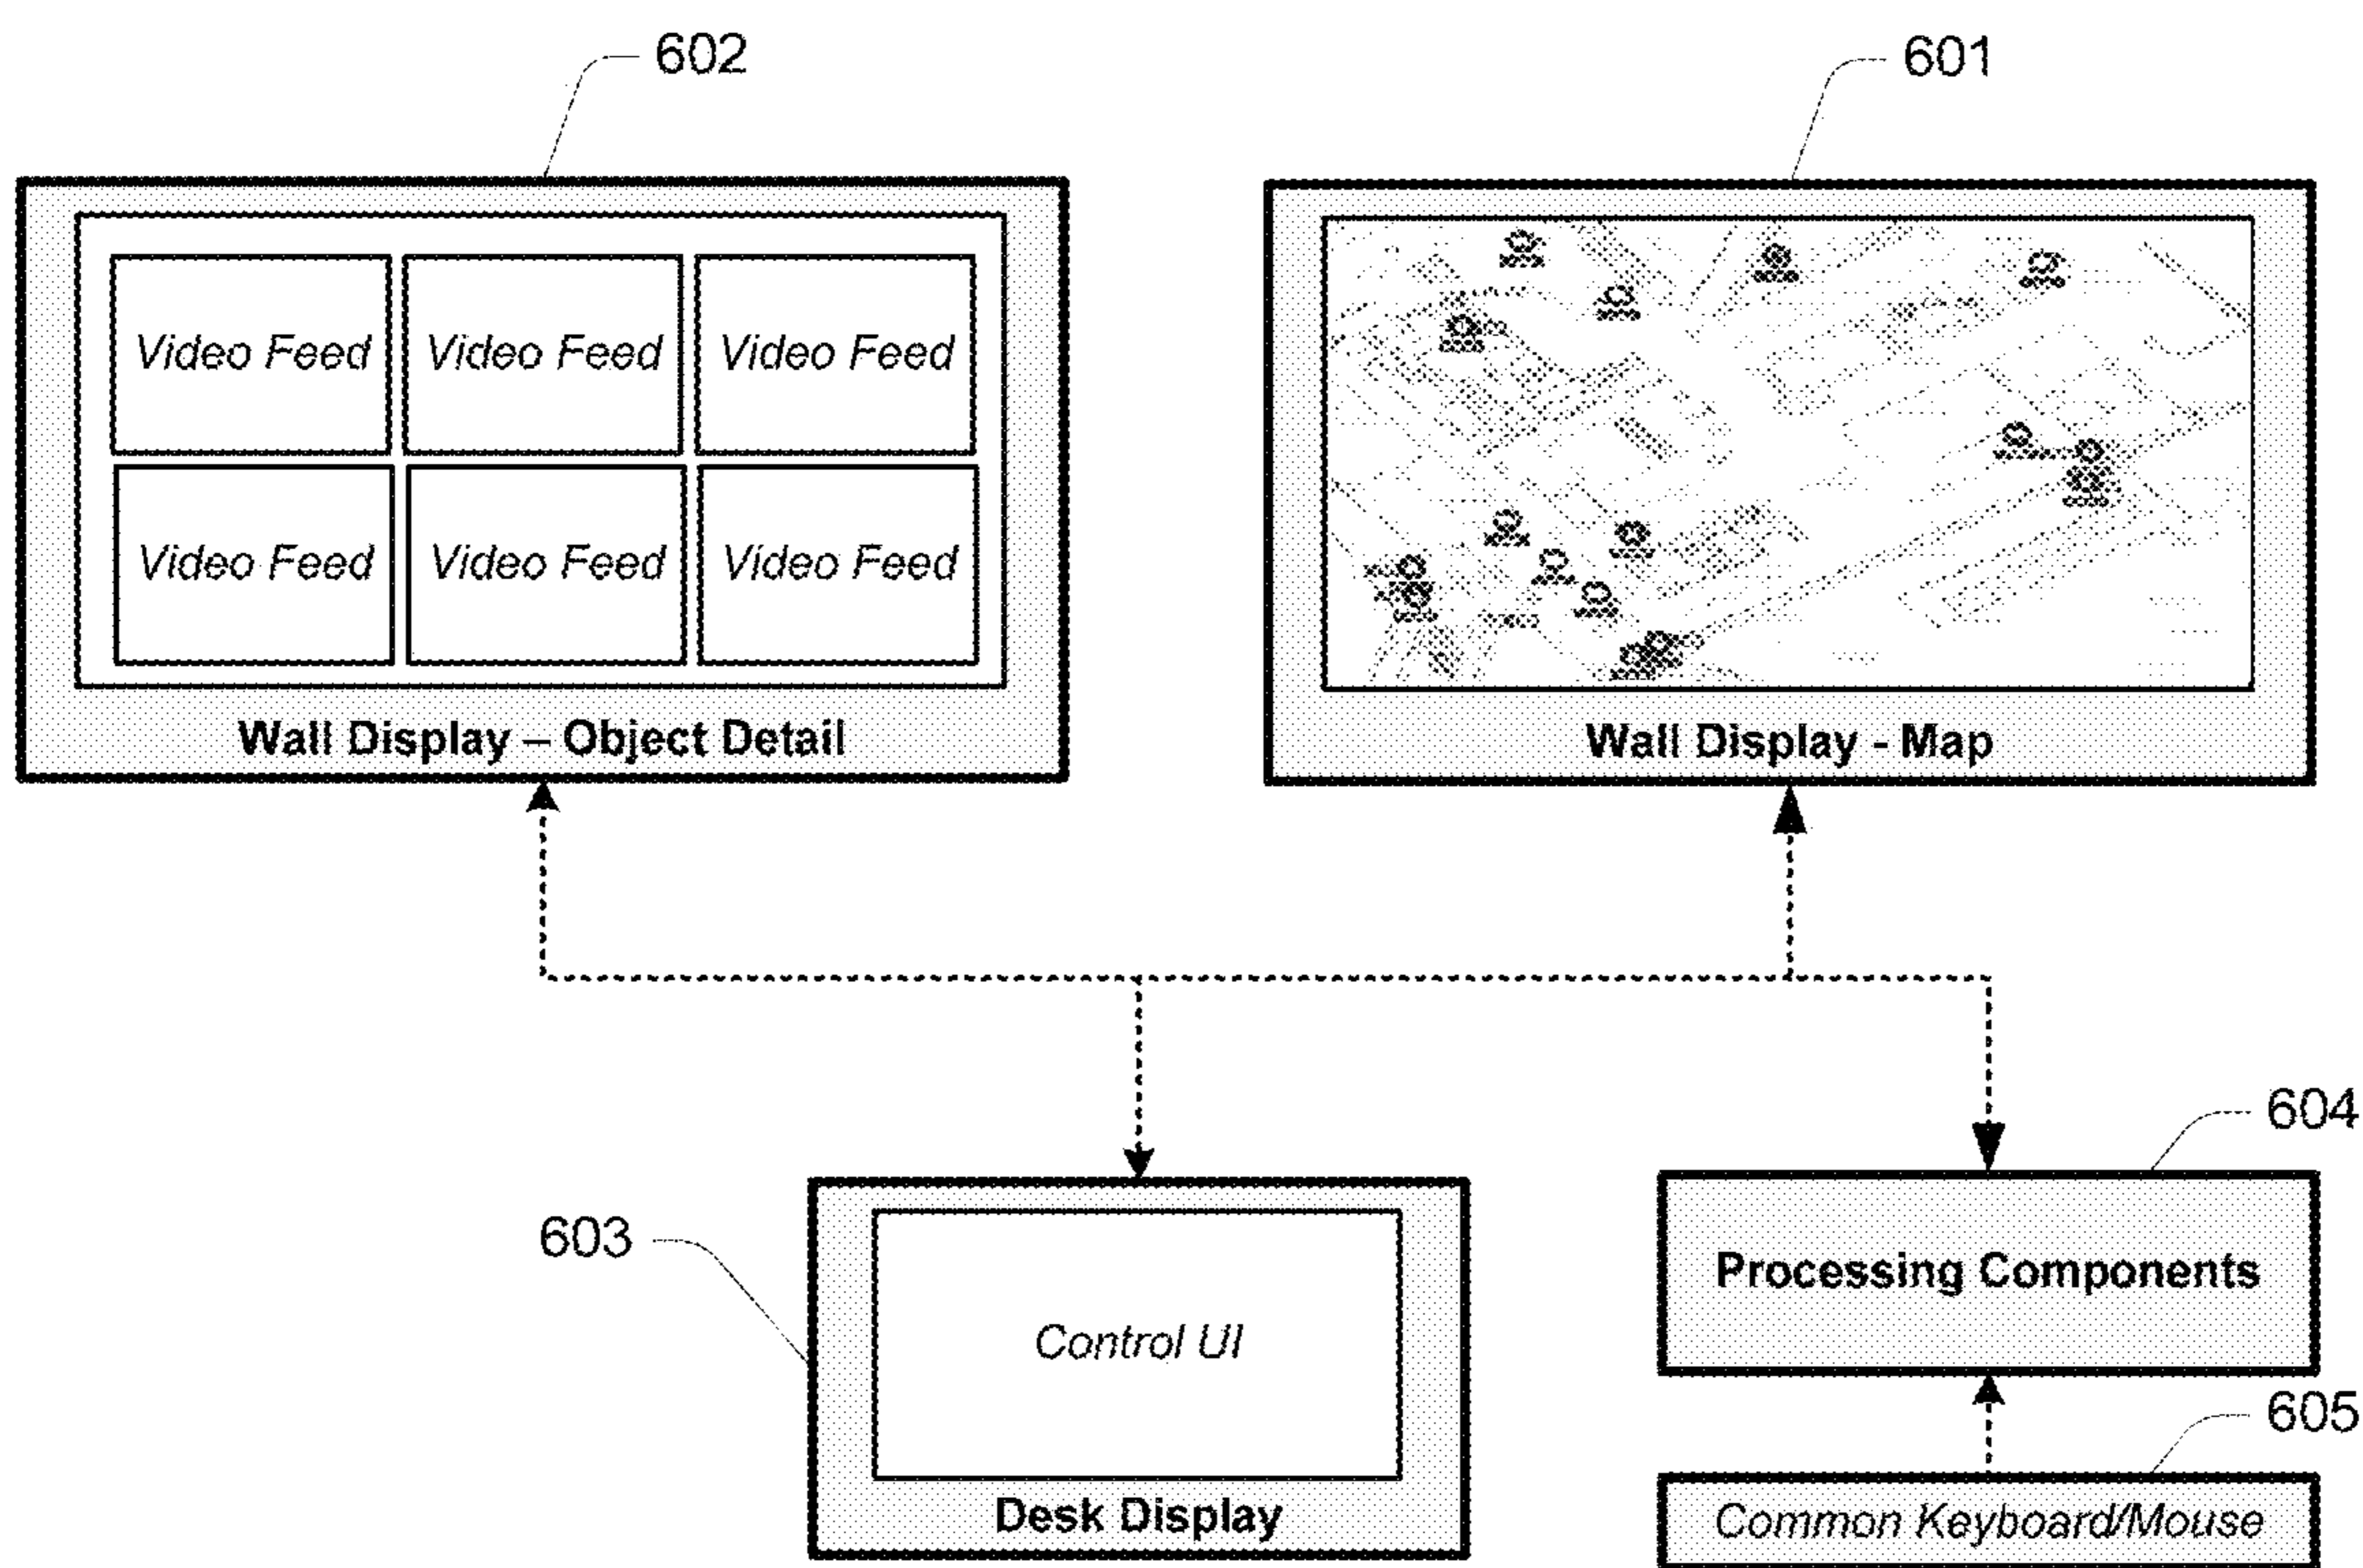 602
601
Video Feed Video Feed Video Feed
Video Feed Video Feed Video Feed
Wall Display – Object Detail
Wall Display - Map
604
603
Processing Components
Control UI
605
Desk Display
Common Keyboard/Mouse